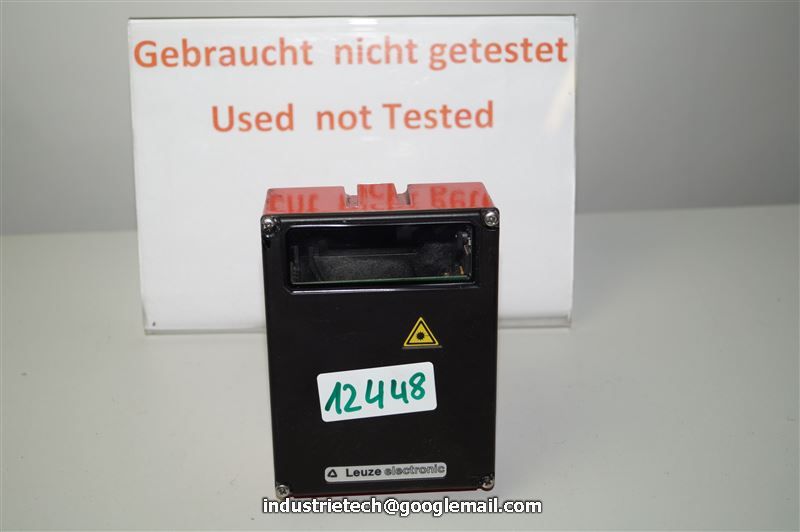 Gebraucht nicht getestet
Used not Tested
12448
Leuze electronic
industrietech@googlemail.com